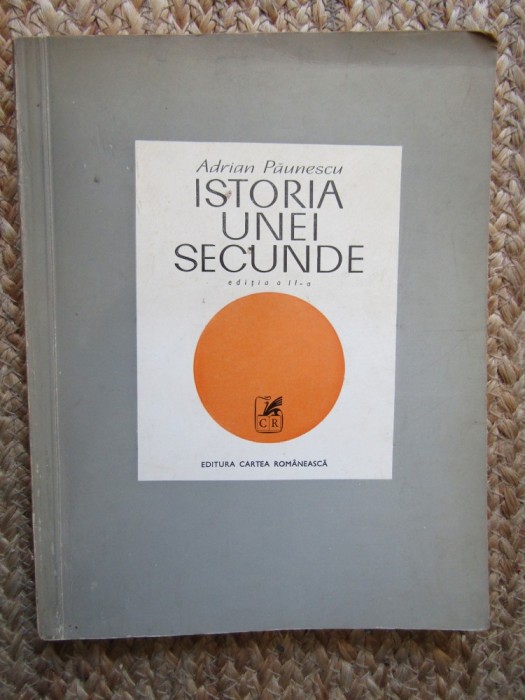 Adrian Păunescu
ISTORIA
UNEI
SECUNDE
ediția a II-a
CR
EDITURA CARTEA ROMÂNEASCĂ